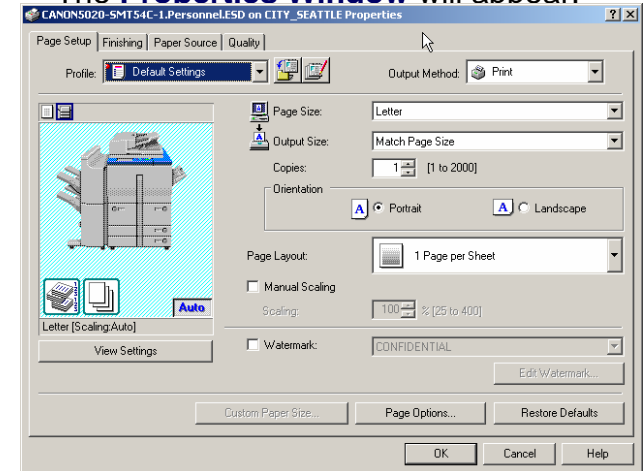 The Properties Window will appear.
CANON5020-SMT54C-1.Personnel.ESD on CITY_SEATTLE Properties
Page Setup Finishing Paper Source Quality
Profile: Default Settings Output Method: Print
Page Size: Letter
Output Size: Match Page Size
Copies: 1 [1 to 2000]
Orientation
A Portrait A Landscape
Page Layout: 1 Page per Sheet
Manual Scaling
Auto
Scaling: 100 % [25 to 400]
Letter [Scaling:Auto]
View Settings
Watermark: CONFIDENTIAL
Edit Watermark...
Custom Paper Size... Page Options... Restore Defaults
OK Cancel Help